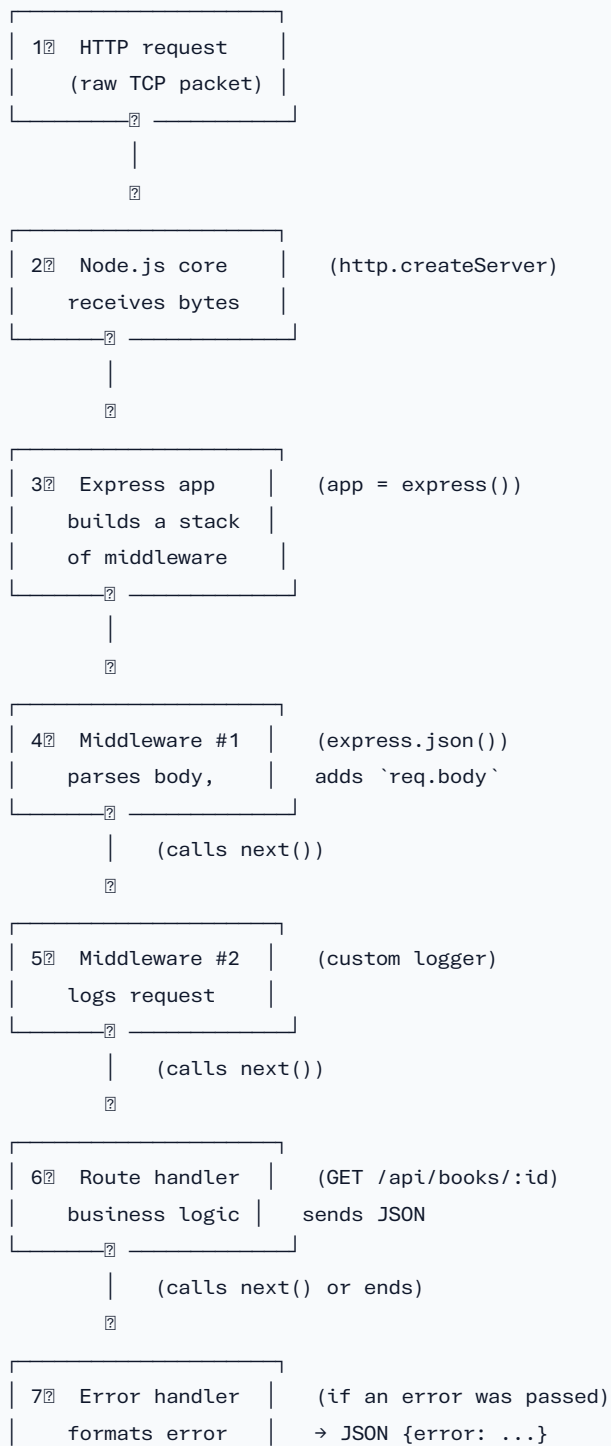 1 HTTP request
(raw TCP packet)
2 Node.js core (http.createServer)
receives bytes
3 Express app (app = express())
builds a stack
of middleware
4 Middleware #1 (express.json())
parses body, adds `req.body`
(calls next())
5 Middleware #2 (custom logger)
logs request
(calls next())
6 Route handler (GET /api/books/:id)
business logic sends JSON
(calls next() or ends)
7 Error handler (if an error was passed)
formats error → JSON {error: ...}